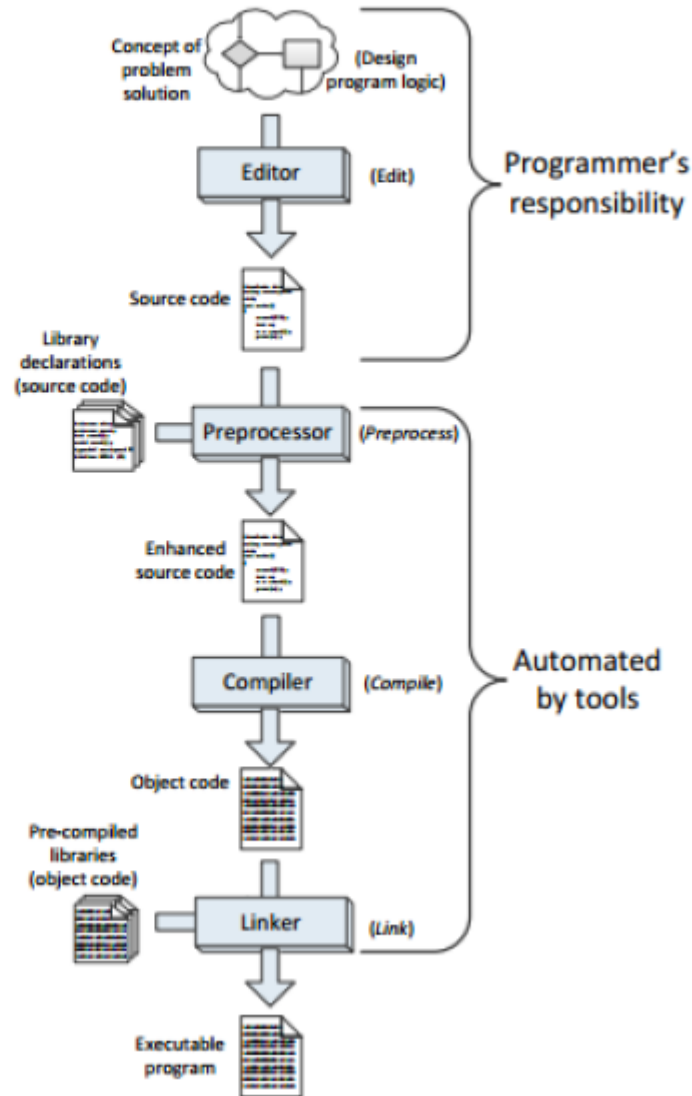 Concept of
problem
solution
(Design
program logic)
Editor
(Edit)
Programmer's
responsibility
Source code
Library
declarations
(source code)
Preprocessor
(Preprocess)
Enhanced
source code
Compiler
(Compile)
Automated
by tools
Object code
Pre-compiled
libraries
(object code)
Linker
(Link)
Executable
program